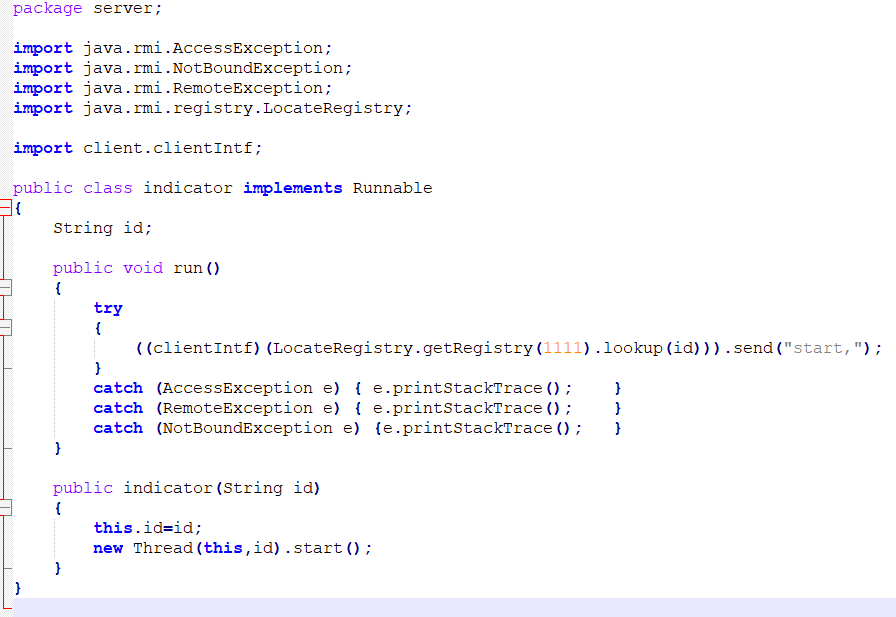 package server;
import java.rmi.AccessException;
import java.rmi.NotBoundException;
import java.rmi.RemoteException;
import java.rmi.registry.LocateRegistry;
import client.clientIntf;
public class indicator implements Runnable
{
String id;
public void run()
{
try
{
((clientIntf)(LocateRegistry.getRegistry(1111).lookup(id))).send("start,");
}
catch (AccessException e) { e.printStackTrace();    }
catch (RemoteException e) { e.printStackTrace();    }
catch (NotBoundException e) {e.printStackTrace();   }
}
public indicator(String id)
{
this.id=id;
new Thread(this,id).start();
}
}